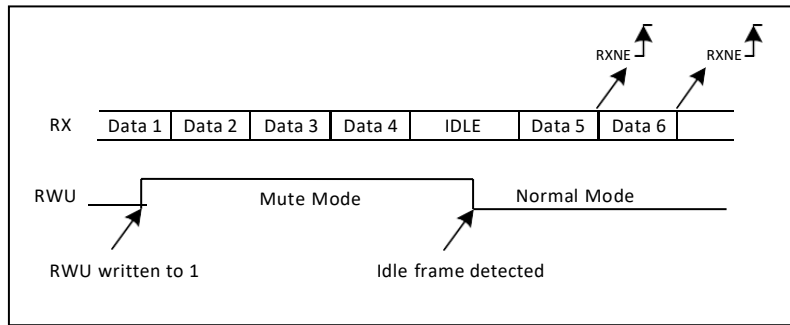 RXNE RXNE
RX Data 1 Data 2 Data 3 Data 4 IDLE Data 5 Data 6
RWU Mute Mode Normal Mode
RWU written to 1 Idle frame detected